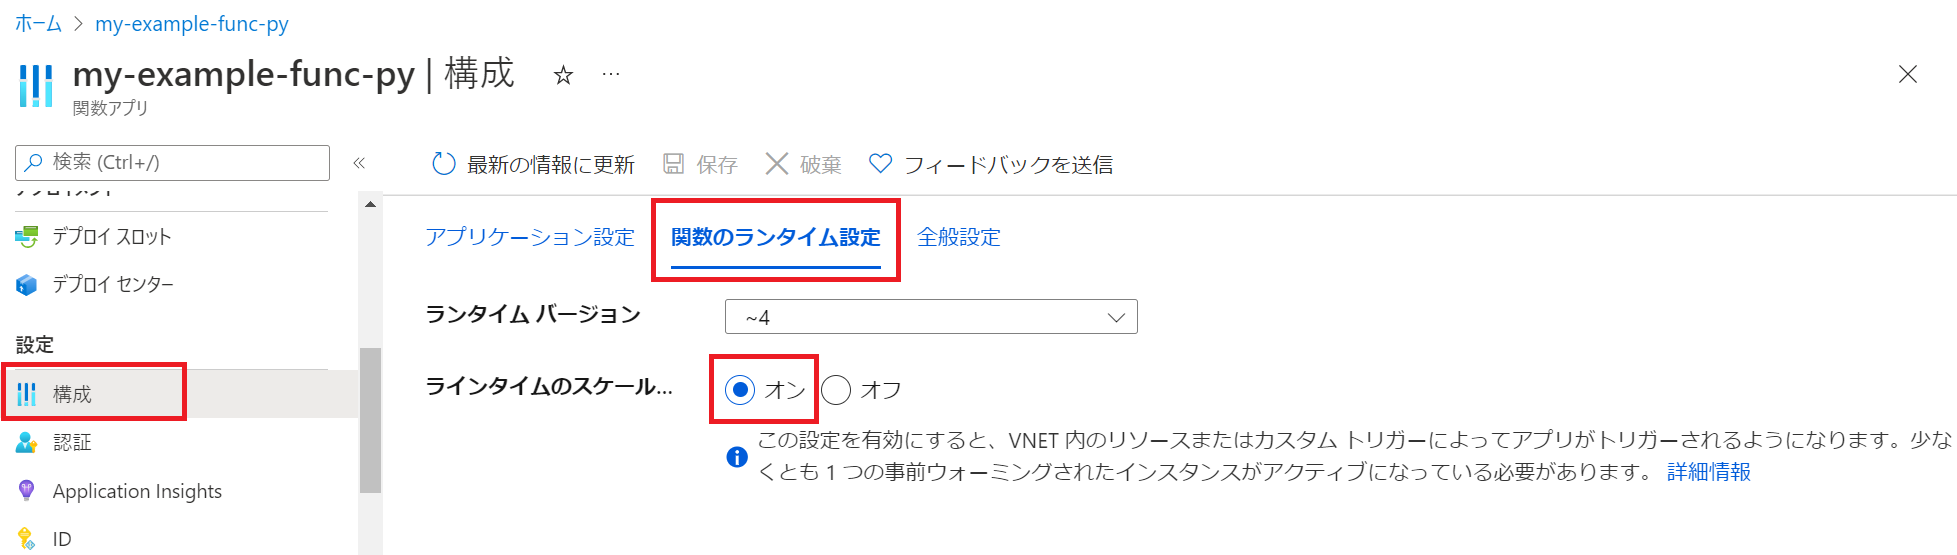 ホーム > my-example-func-py
my-example-func-py | 構成 ☆ …
関数アプリ
検索 (Ctrl+/) «
デプロイメント
デプロイ スロット
デプロイ センター
設定
構成
認証
Application Insights
ID
最新の情報に更新 保存 破棄 フィードバックを送信
アプリケーション設定 関数のランタイム設定 全般設定
ランタイム バージョン ~4
ラインタイムのスケール... オン オフ
この設定を有効にすると、VNET 内のリソースまたはカスタム トリガーによってアプリがトリガーされるようになります。少な
くとも 1 つの事前ウォーミングされたインスタンスがアクティブになっている必要があります。 詳細情報